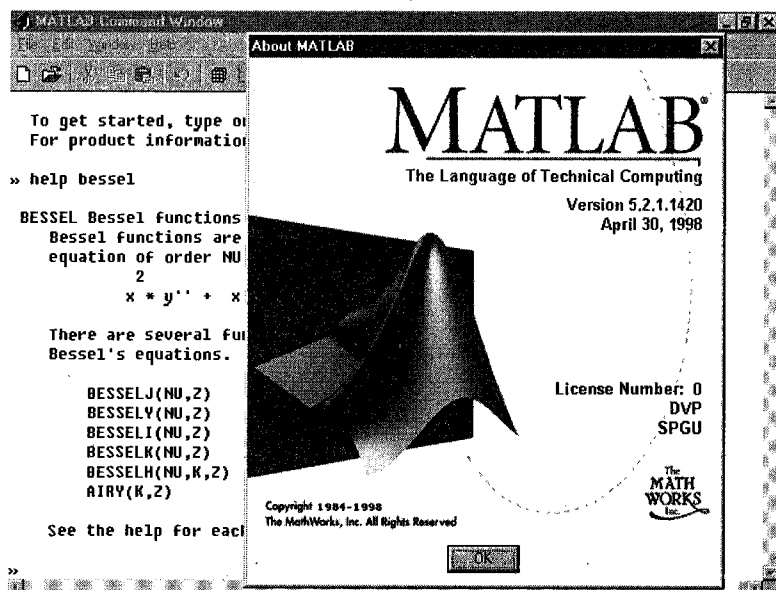 MATLAB Command Window
File Edit Window Help
To get started, type o
For product informatio
» help bessel
BESSEL Bessel functions
Bessel functions are
equation of order NU
2
x * y'' + x
There are several fu
Bessel's equations.
BESSELJ(NU,Z)
BESSELY(NU,Z)
BESSELI(NU,Z)
BESSELK(NU,Z)
BESSELH(NU,K,Z)
AIRY(K,Z)
See the help for eac
»
About MATLAB
MATLAB®
The Language of Technical Computing
Version 5.2.1.1420
April 30, 1998
License Number: 0
DVP
SPGU
The
MATH
WORKS
Inc.
Copyright 1984-1998
The MathWorks, Inc. All Rights Reserved
OK